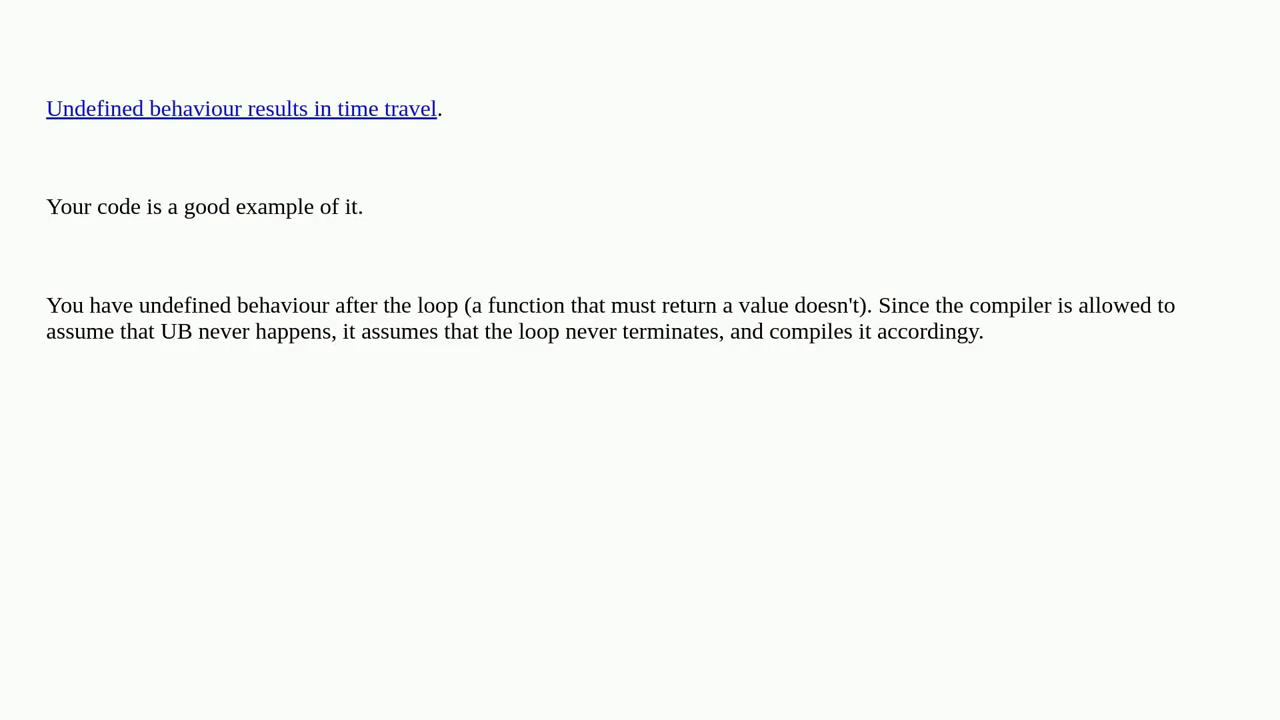 Undefined behaviour results in time travel.
Your code is a good example of it.
You have undefined behaviour after the loop (a function that must return a value doesn't). Since the compiler is allowed to
assume that UB never happens, it assumes that the loop never terminates, and compiles it accordingy.